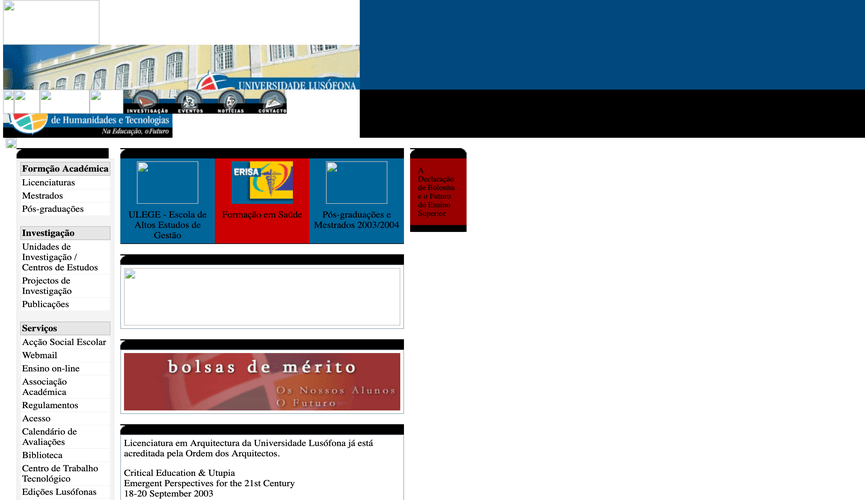 UNIVERSIDADE LUSÓFONA
INVESTIGAÇÃO EVENTOS NOTÍCIAS CONTACTO
de Humanidades e Tecnologias
Na Educação, o Futuro
Formção Académica
Licenciaturas
Mestrados
Pós-graduações
Investigação
Unidades de
Investigação /
Centros de Estudos
Projectos de
Investigação
Publicações
Serviços
Acção Social Escolar
Webmail
Ensino on-line
Associação
Académica
Regulamentos
Acesso
Calendário de
Avaliações
Biblioteca
Centro de Trabalho
Tecnológico
Edições Lusófonas
ULEGE - Escola de
Altos Estudos de
Gestão
ERISA
Formação em Saúde
Pós-graduações e
Mestrados 2003/2004
A
Declaração
de Bolonha
e o Futuro
do Ensino
Superior
bolsas de mérito
Os Nossos Alunos
O Futuro
Licenciatura em Arquitectura da Universidade Lusófona já está
acreditada pela Ordem dos Arquitectos.
Critical Education & Utupia
Emergent Perspectives for the 21st Century
18-20 September 2003